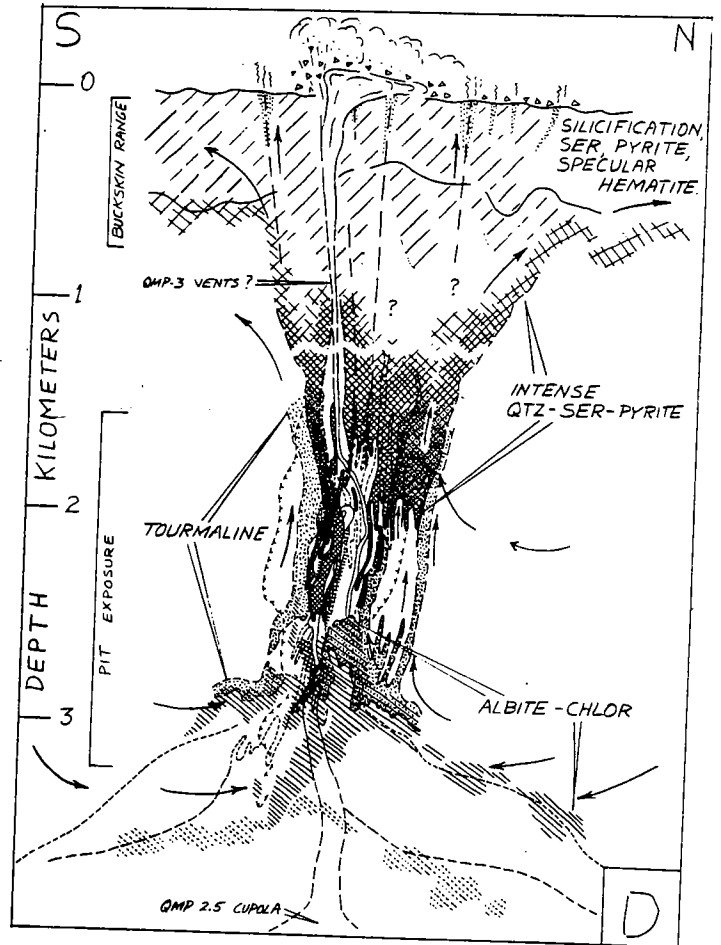 S
N
0
BUCKSKIN RANGE
SILICIFICATION,
SER, PYRITE,
SPECULAR
HEMATITE.
QMP-3 VENTS ?
1
?
?
KILOMETERS
INTENSE
QTZ-SER-PYRITE
2
TOURMALINE
PIT EXPOSURE
DEPTH
3
ALBITE-CHLOR
QMP 2.5 CUPOLA
D